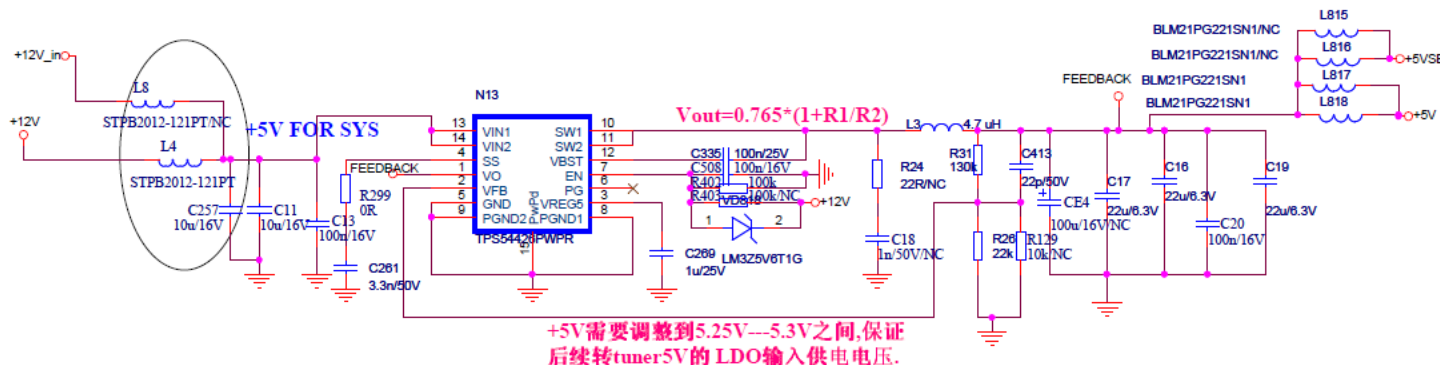 BLM21PG221SN1/NC
L815
+12V_in
L8
STPB2012-121PT/NC
+12V
L4
STPB2012-121PT
+5V FOR SYS
C257
10u/16V
C11
10u/16V
C13
100n/16V
FEEDBACK
R299
0R
C261
3.3n/50V
N13
13 VIN1 SW1 10
14 VIN2 SW2 11
4 SS VBST 12
1 VO EN 7
2 VFB PG 6
5 GND VREG5 3
9 PGND2 PGND1 8
PwPd
15
TPS54426PWPR
Vout=0.765*(1+R1/R2)
C335 100n/25V
C508 100n/16V
R402 100k
R403 100k/NC
VD818
+12V
1 2
LM3Z5V6T1G
C269
1u/25V
R24
22R/NC
C18
1n/50V/NC
L3 4.7 uH
R31
130k
C413
22p/50V
R26
22k
R129
10k/NC
CE4
100u/16V/NC
C17
22u/6.3V
C16
22u/6.3V
C20
100n/16V
C19
22u/6.3V
FEEDBACK
BLM21PG221SN1/NC
L816
+5VSB
BLM21PG221SN1
L817
BLM21PG221SN1
L818
+5V
+5V需要调整到5.25V---5.3V之间,保证
后续转tuner5V的 LDO输入供电电压.